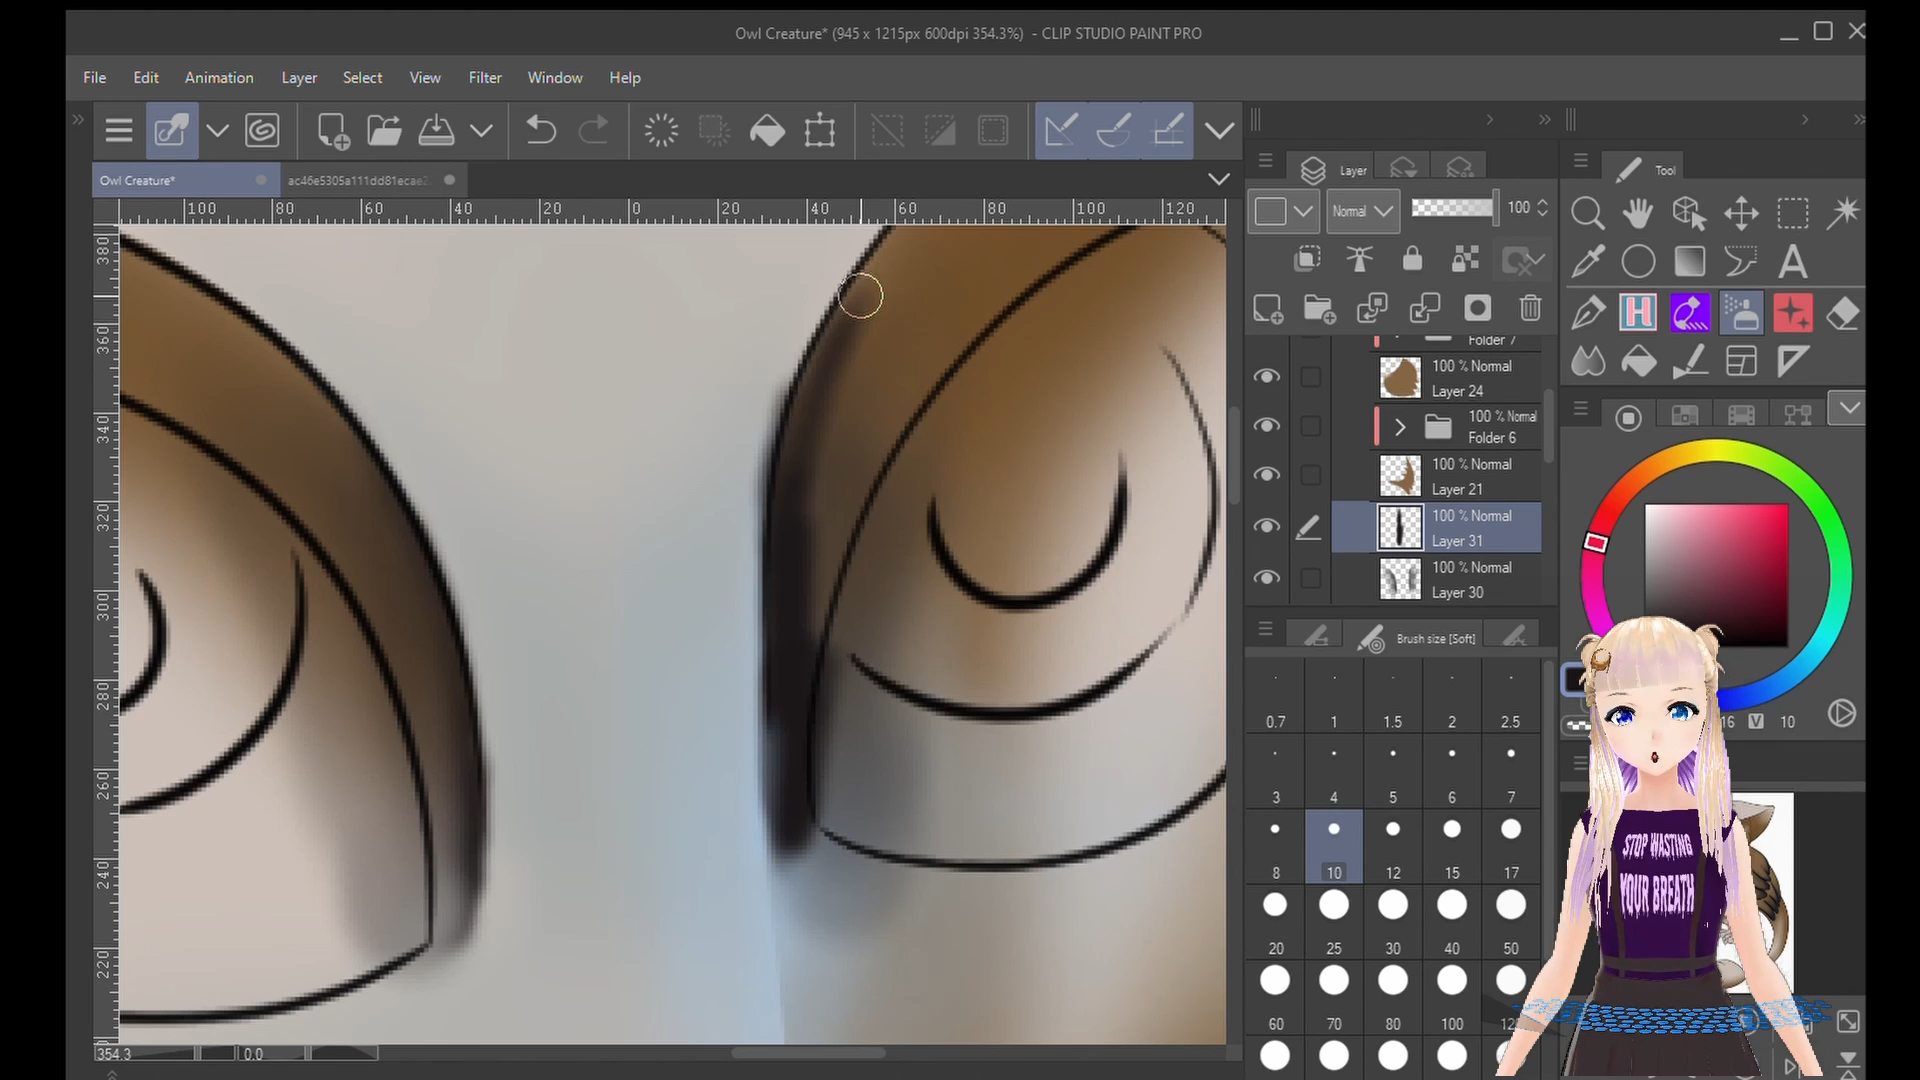 Owl Creature* (945 x 1215px 600dpi 354.3%)  - CLIP STUDIO PAINT PRO
File Edit Animation Layer Select View Filter Window Help
Owl Creature*
Layer
Tool
100 80 60 40 20 0 20 40 60 80 100 120
Normal
100
380
360
340
320
300
280
260
240
220
Folder 7
100 % Normal
Layer 24
100 % Normal
Folder 6
100 % Normal
Layer 21
100 % Normal
Layer 31
100 % Normal
Layer 30
Brush size [Soft]
0.7 1 1.5 2 2.5
3 4 5 6 7
8 10 12 15 17
20 25 30 40 50
60 70 80 100
16 V 10
H
A
STOP WASTING
YOUR BREATH
354.3
0.0